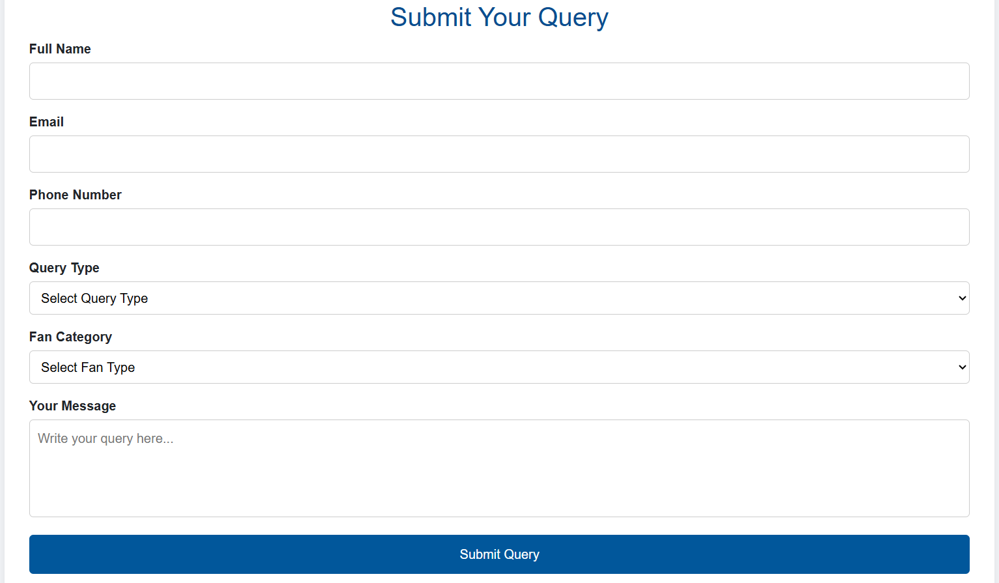 Submit Your Query
Full Name
Email
Phone Number
Query Type
Select Query Type
Fan Category
Select Fan Type
Your Message
Write your query here...
Submit Query